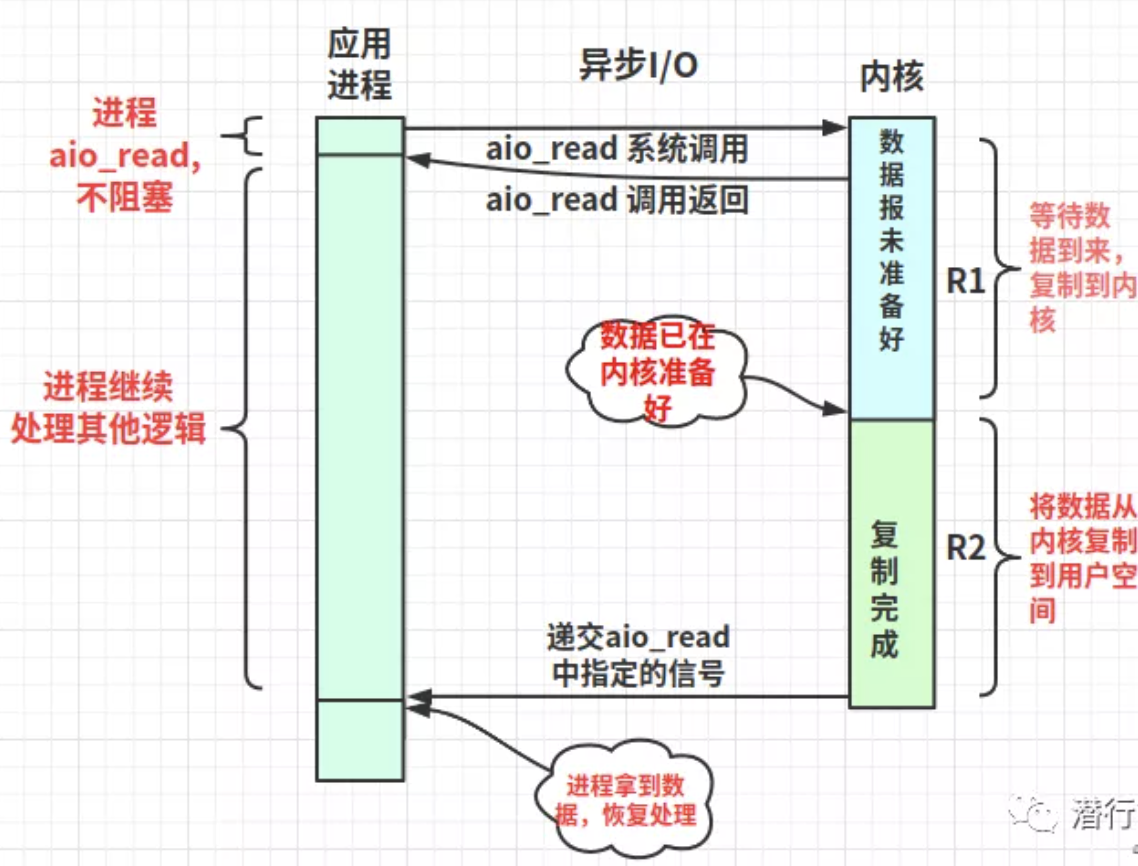 应用
进程
异步I/O
内核
进程
aio_read,
不阻塞
aio_read 系统调用
aio_read 调用返回
数据报未准备好
R1
等待数
据到来，
复制到内
核
数据已在
内核准备
好
进程继续
处理其他逻辑
复制完成
R2
将数据从
内核复制
到用户空
间
递交aio_read
中指定的信号
进程拿到数
据，恢复处理
潜行